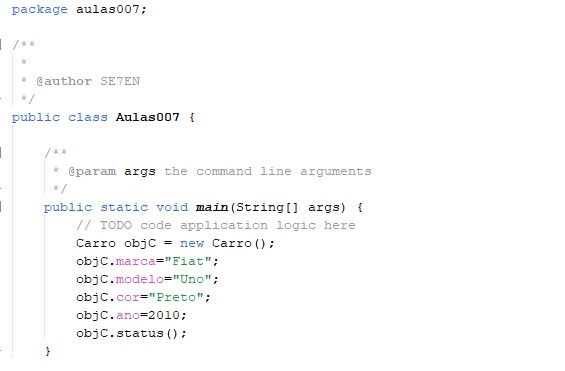 package aulas007;
/**
 *
 * @author SE7EN
 */
public class Aulas007 {
    /**
     * @param args the command line arguments
     */
    public static void main(String[] args) {
        // TODO code application logic here
        Carro objC = new Carro();
        objC.marca="Fiat";
        objC.modelo="Uno";
        objC.cor="Preto";
        objC.ano=2010;
        objC.status();
    }